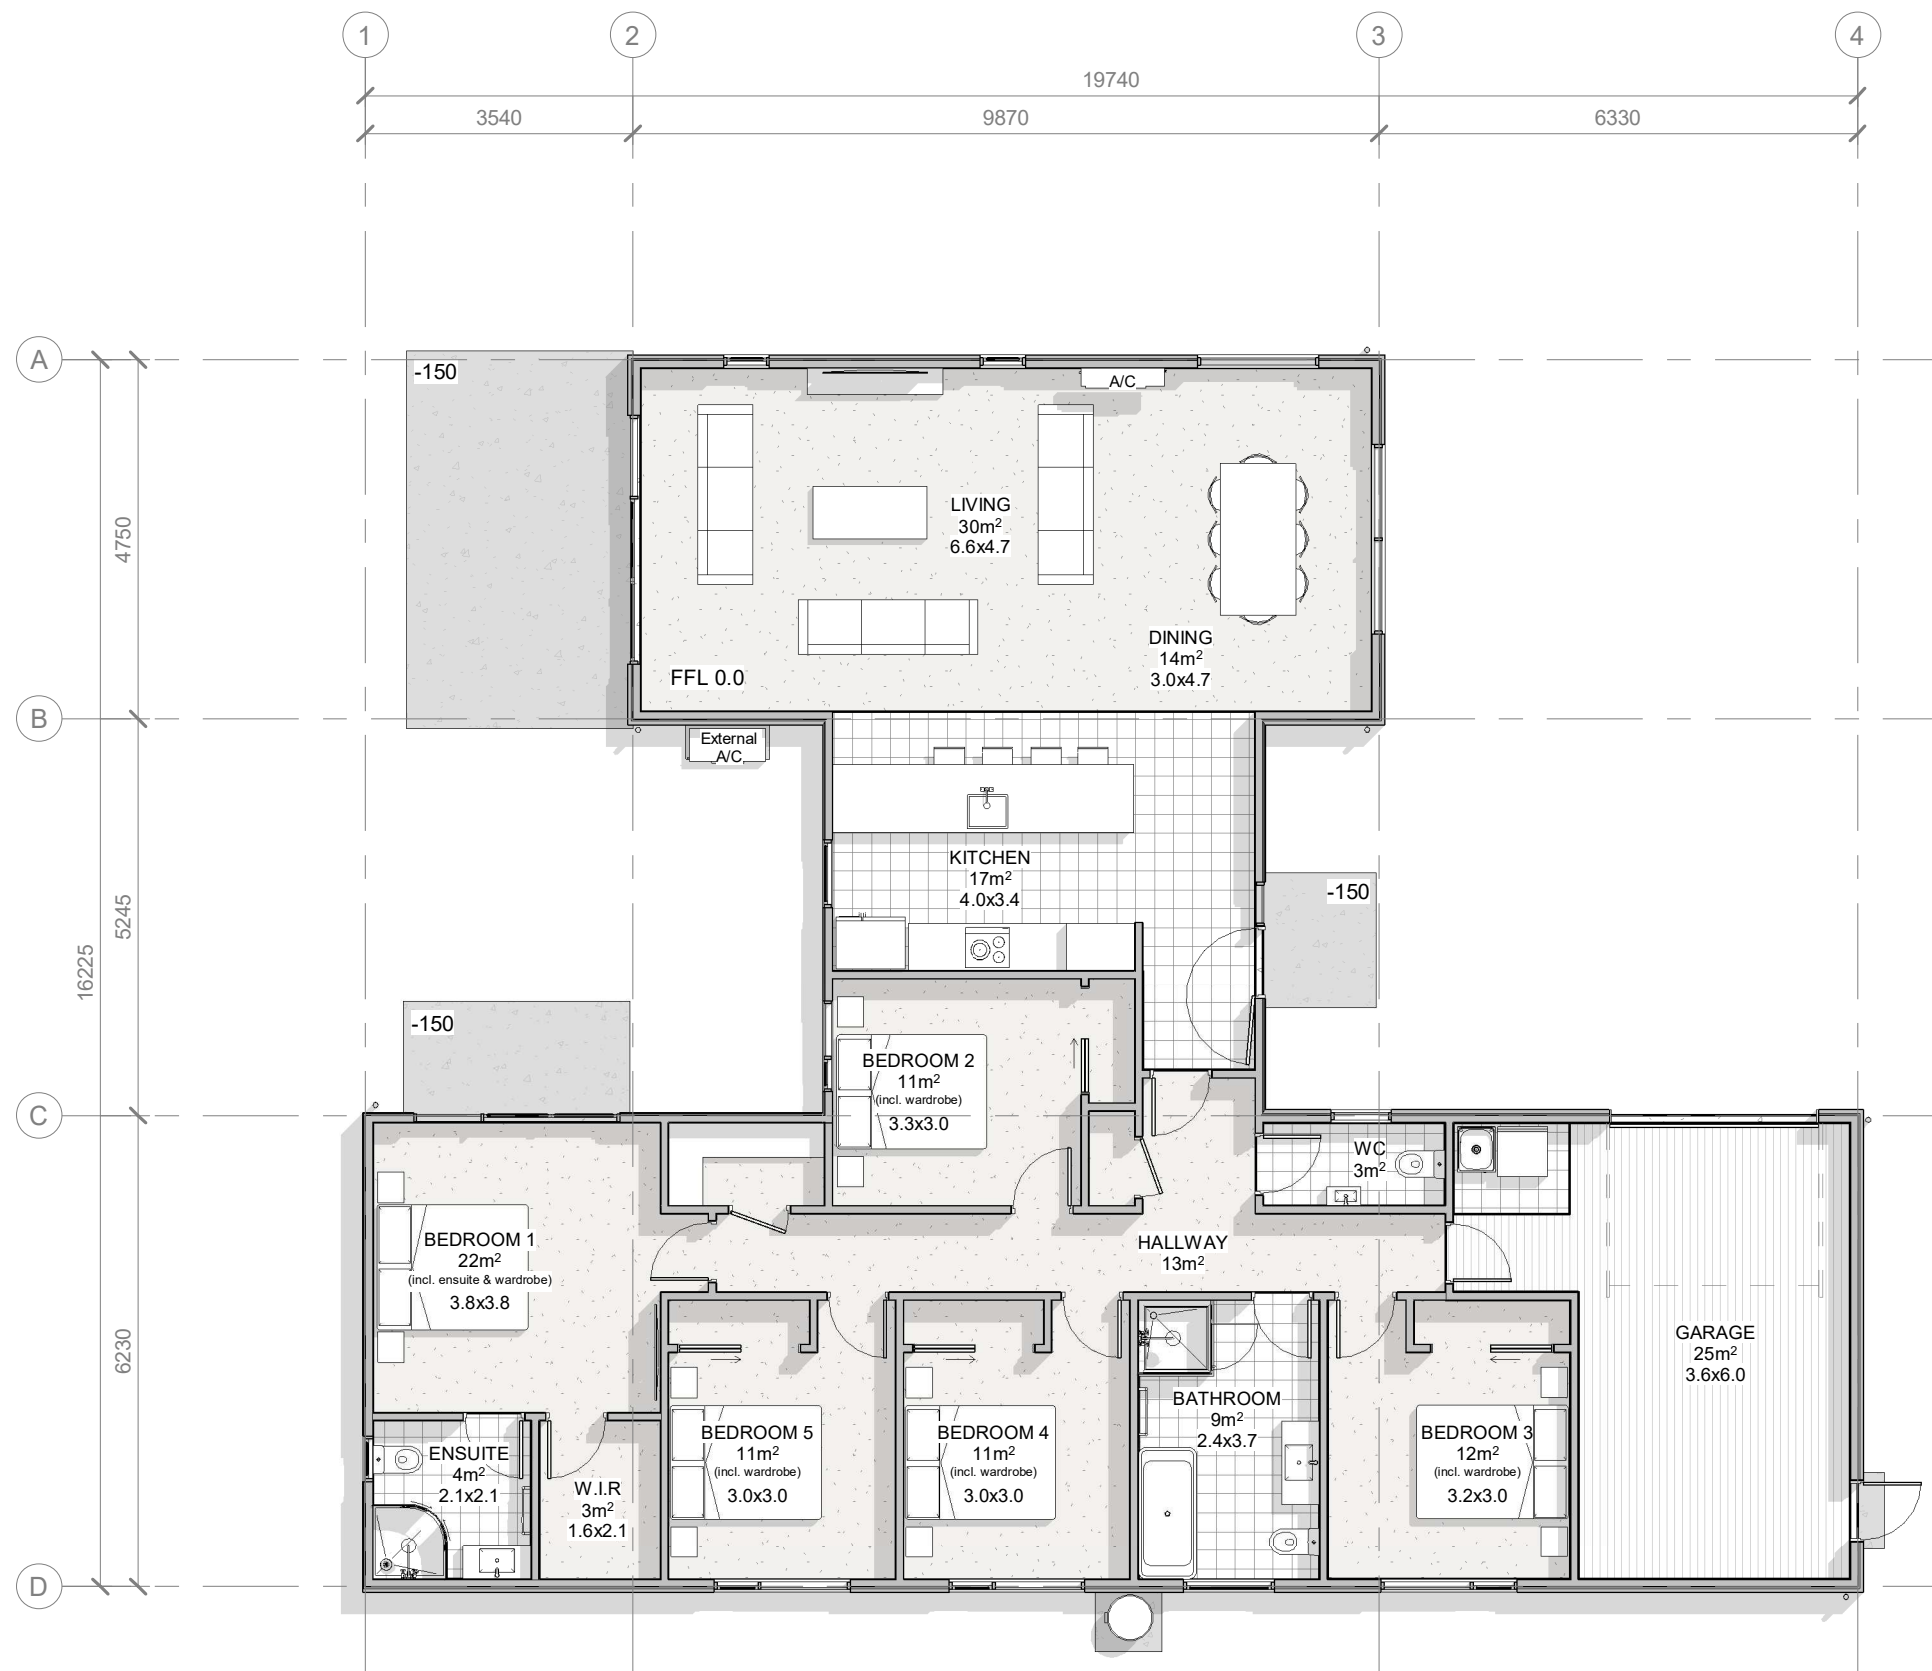 1
2
3
4
19740
3540
9870
6330
A
B
C
D
16225
4750
5245
6230
-150
A/C
LIVING
30m²
6.6x4.7
DINING
14m²
3.0x4.7
FFL 0.0
External
A/C
KITCHEN
17m²
4.0x3.4
-150
-150
BEDROOM 2
11m²
(incl. wardrobe)
3.3x3.0
WC
3m²
BEDROOM 1
22m²
(incl. ensuite & wardrobe)
3.8x3.8
HALLWAY
13m²
GARAGE
25m²
3.6x6.0
ENSUITE
4m²
2.1x2.1
W.I.R
3m²
1.6x2.1
BEDROOM 5
11m²
(incl. wardrobe)
3.0x3.0
BEDROOM 4
11m²
(incl. wardrobe)
3.0x3.0
BATHROOM
9m²
2.4x3.7
BEDROOM 3
12m²
(incl. wardrobe)
3.2x3.0